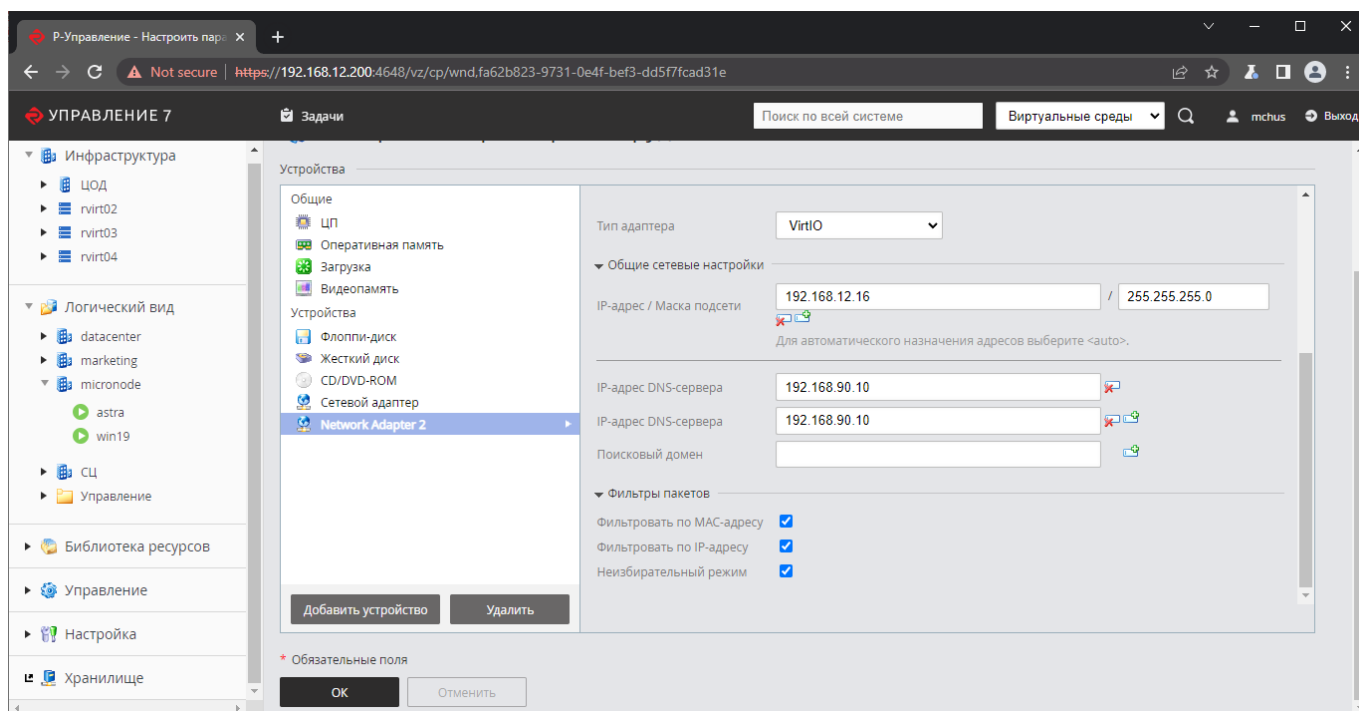 Р-Управление - Настроить пара
Not secure | https://192.168.12.200:4648/vz/cp/wnd,fa62b823-9731-0e4f-bef3-dd5f7fcad31e
УПРАВЛЕНИЕ 7
Задачи
Поиск по всей системе
Виртуальные среды
mchus
Выход
Инфраструктура
ЦОД
rvirt02
rvirt03
rvirt04
Логический вид
datacenter
marketing
micronode
astra
win19
СЦ
Управление
Библиотека ресурсов
Управление
Настройка
Хранилище
Устройства
Общие
ЦП
Оперативная память
Загрузка
Видеопамять
Устройства
Флоппи-диск
Жесткий диск
CD/DVD-ROM
Сетевой адаптер
Network Adapter 2
Добавить устройство
Удалить
Тип адаптера
VirtIO
Общие сетевые настройки
IP-адрес / Маска подсети
192.168.12.16 / 255.255.255.0
Для автоматического назначения адресов выберите <auto>.
IP-адрес DNS-сервера
192.168.90.10
IP-адрес DNS-сервера
192.168.90.10
Поисковый домен
Фильтры пакетов
Фильтровать по MAC-адресу
Фильтровать по IP-адресу
Неизбирательный режим
* Обязательные поля
ОК
Отменить